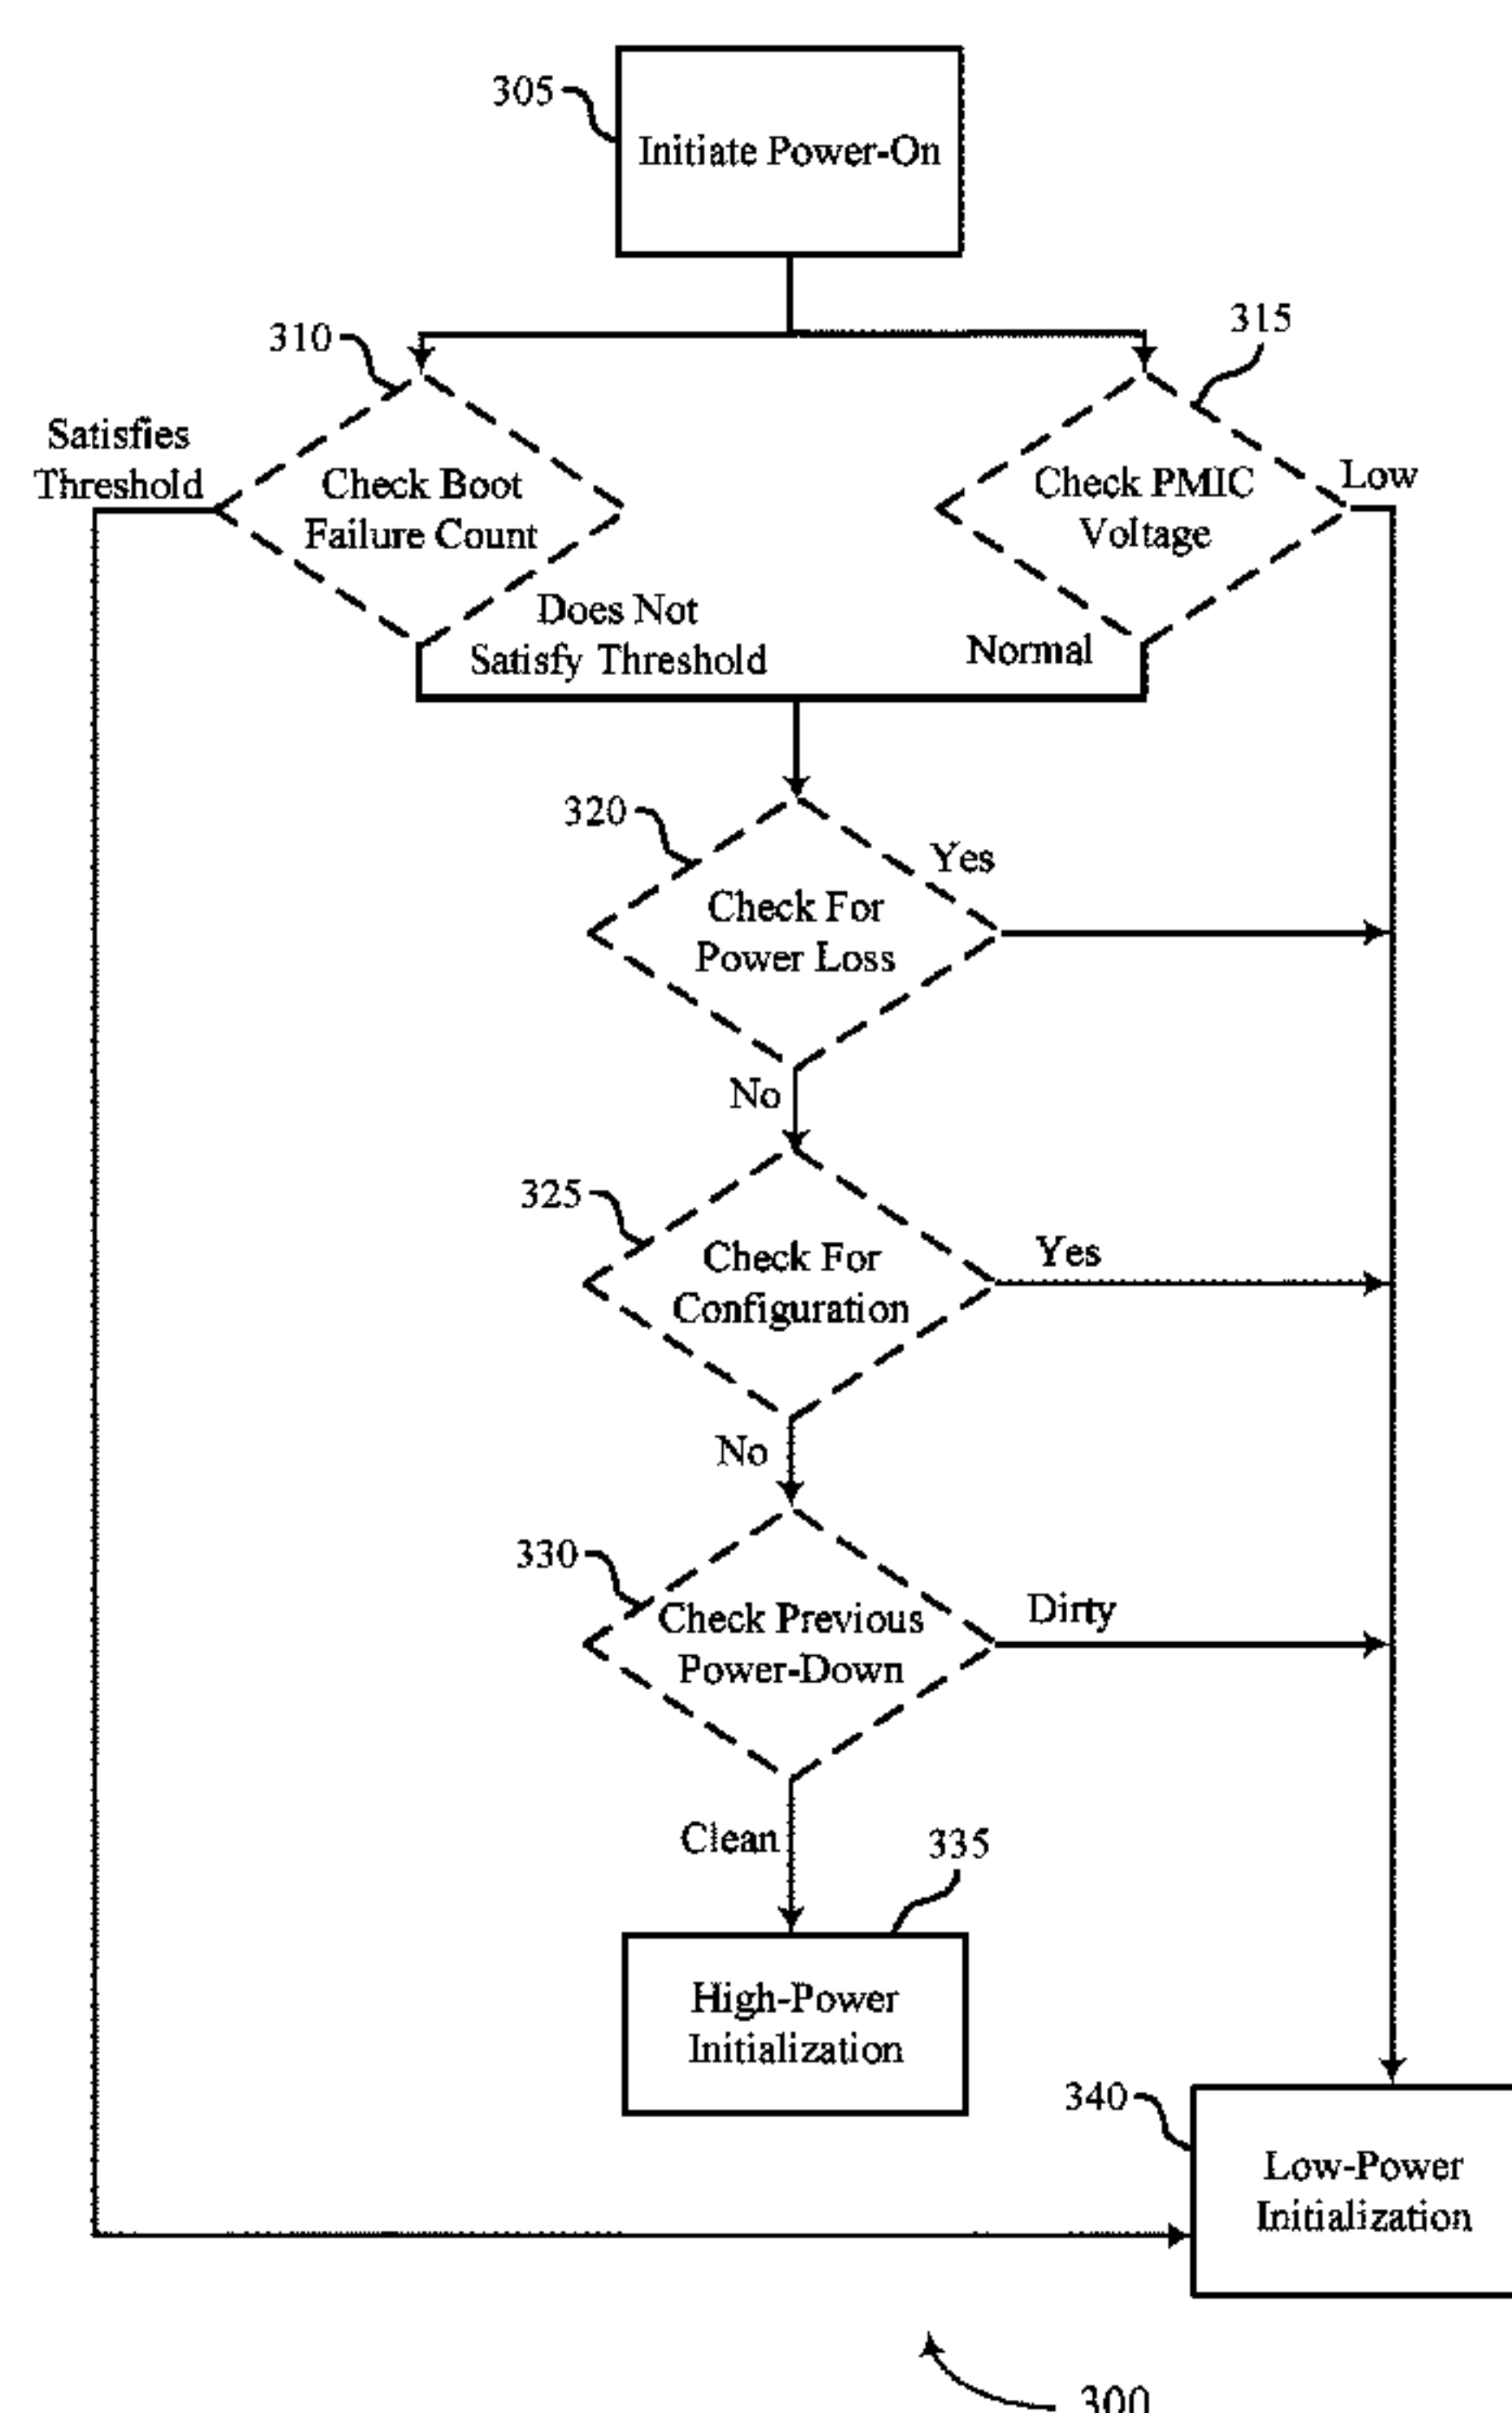 305
Initiate Power-On
310
315
Satisfies
Threshold
Check Boot
Failure Count
Check PMIC
Voltage
Low
Does Not
Satisfy Threshold
Normal
320
Yes
Check For
Power Loss
No
325
Check For
Configuration
Yes
No
330
Check Previous
Power-Down
Dirty
Clean
335
High-Power
Initialization
340
Low-Power
Initialization
300